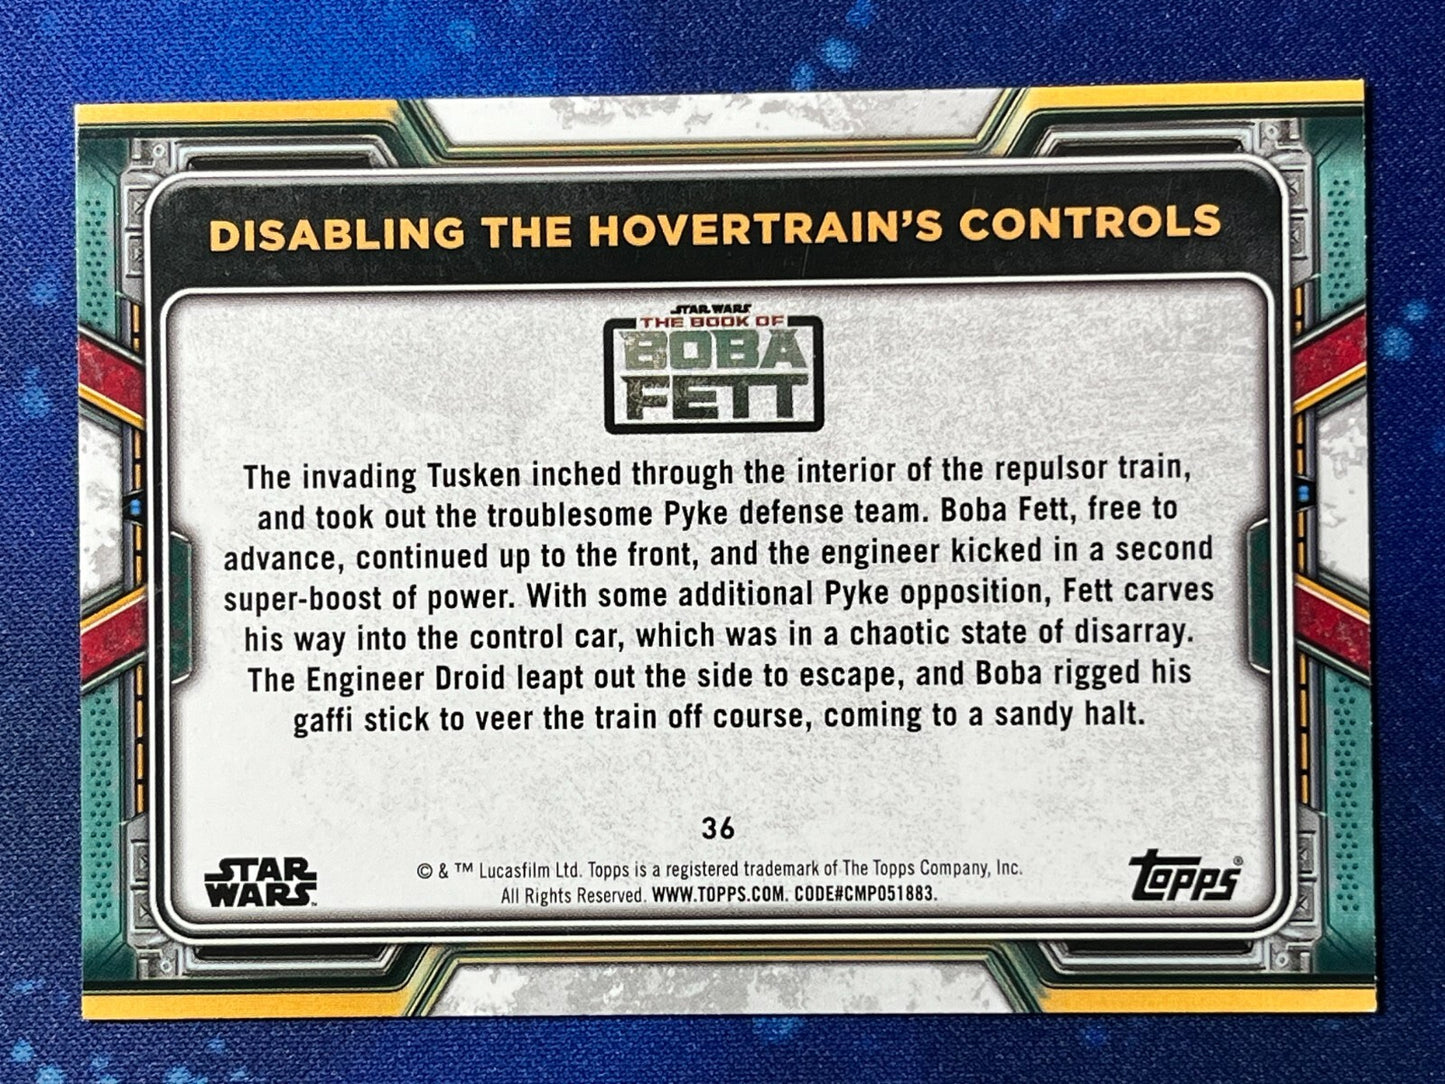 DISABLING THE HOVERTRAIN'S CONTROLS
STAR WARS
THE BOOK OF
BOBA
FETT
The invading Tusken inched through the interior of the repulsor train,
and took out the troublesome Pyke defense team. Boba Fett, free to
advance, continued up to the front, and the engineer kicked in a second
super-boost of power. With some additional Pyke opposition, Fett carves
his way into the control car, which was in a chaotic state of disarray.
The Engineer Droid leapt out the side to escape, and Boba rigged his
gaffi stick to veer the train off course, coming to a sandy halt.
36
STAR
WARS™
© & ™ Lucasfilm Ltd. Topps is a registered trademark of The Topps Company, Inc.
All Rights Reserved. WWW.TOPPS.COM. CODE#CMP051883.
Topps®